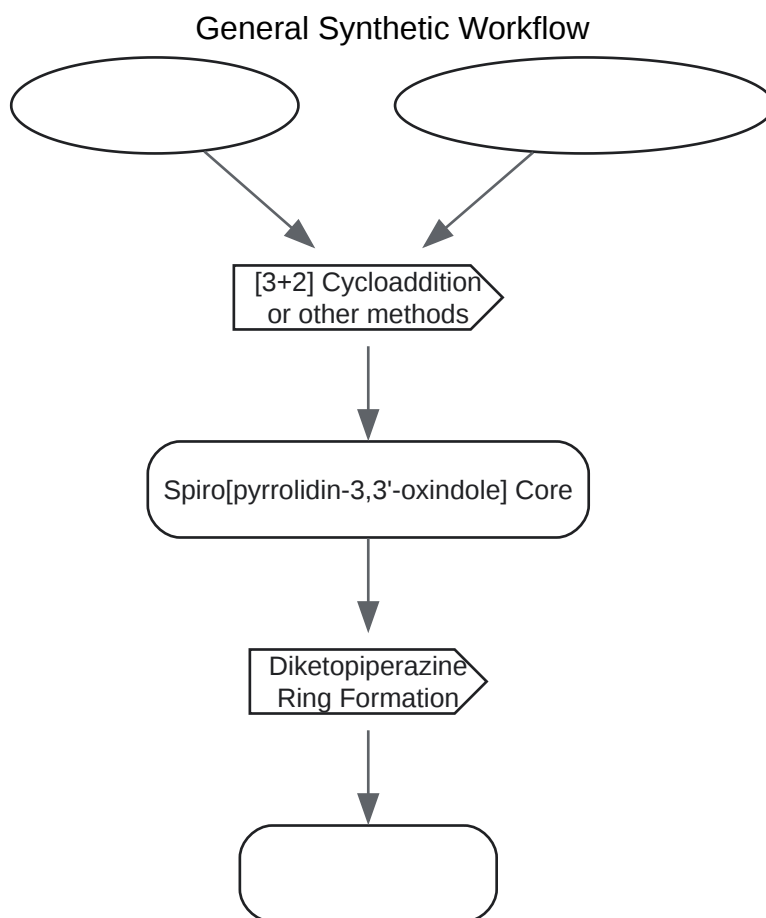 General Synthetic Workflow
[3+2] Cycloaddition
or other methods
Spiro[pyrrolidin-3,3'-oxindole] Core
Diketopiperazine
Ring Formation